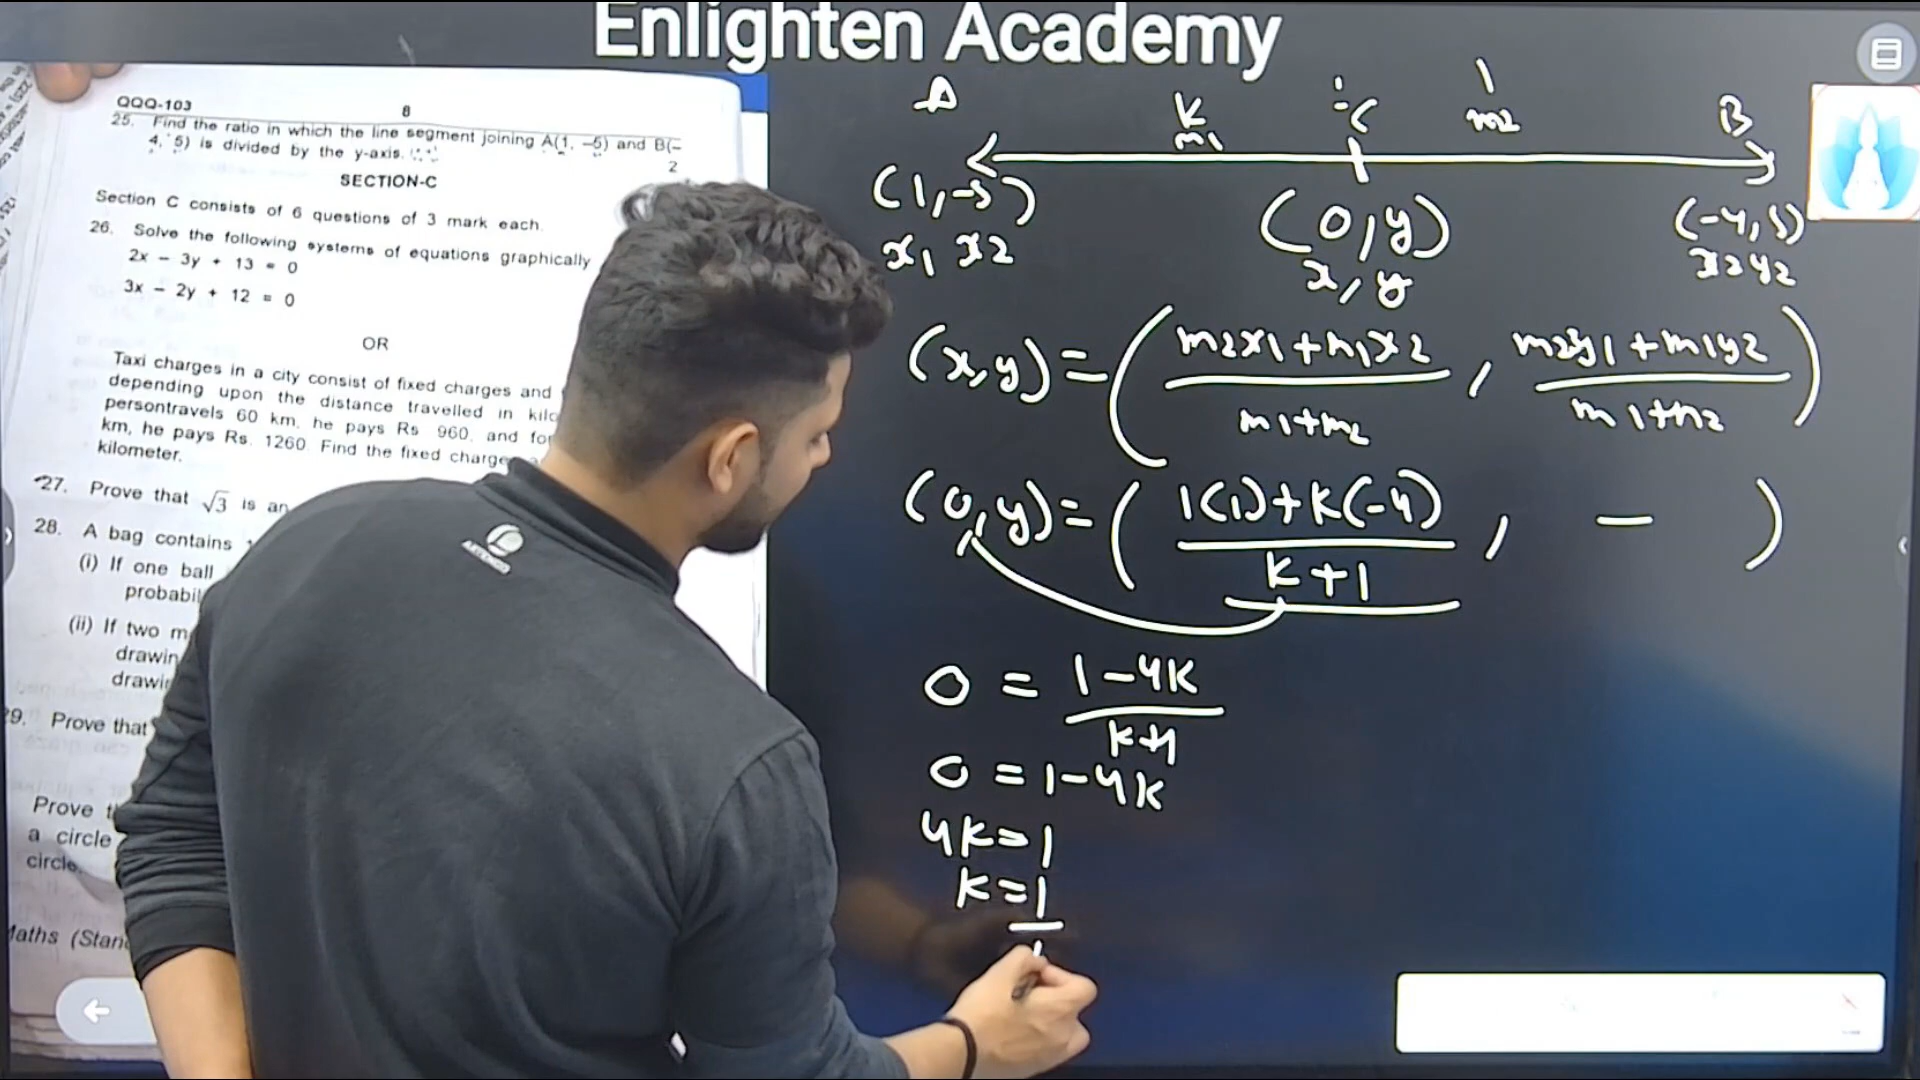 Enlighten Academy
QQQ-103
8
25. Find the ratio in which the line segment joining A(1, –5) and B(–
4, 5) is divided by the y-axis.
2
SECTION-C
Section C consists of 6 questions of 3 mark each.
26. Solve the following systems of equations graphically
2x – 3y + 13 = 0
3x – 2y + 12 = 0
OR
Taxi charges in a city consist of fixed charges and
depending upon the distance travelled in kilo
persontravels 60 km, he pays Rs 960, and for
km, he pays Rs. 1260. Find the fixed charge
kilometer.
27. Prove that √3 is an
28. A bag contains
(i) If one ball
probabil
(ii) If two
drawin
drawi
29. Prove that
Prove
a circle
circle.
Maths (Stan
A K C 1 B
m1 m2
(1,-5) (0,y) (-4,5)
x1 x2 x,y x2 y2
(x,y)=(m2x1+m1x2/m1+m2, m2y1+m1y2/m1+m2)
(0,y)=(1(1)+K(-4)/K+1, — )
0 = 1-4K/K+1
0 = 1-4K
4K=1
K=1